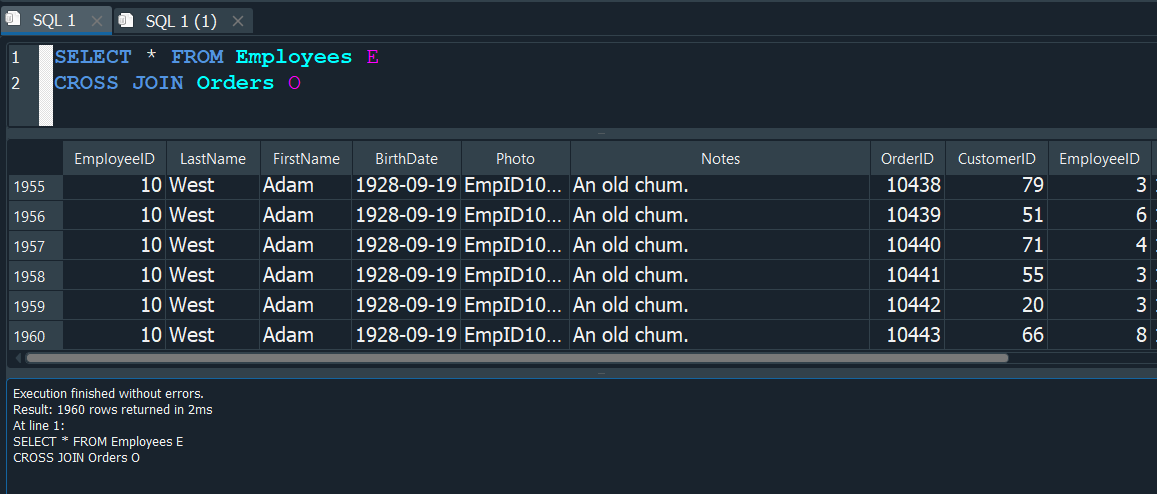 SQL 1 SQL 1 (1)
1 SELECT * FROM Employees E
2 CROSS JOIN Orders O
EmployeeID LastName FirstName BirthDate Photo Notes OrderID CustomerID EmployeeID
1955 10 West Adam 1928-09-19 EmpID10... An old chum. 10438 79 3
1956 10 West Adam 1928-09-19 EmpID10... An old chum. 10439 51 6
1957 10 West Adam 1928-09-19 EmpID10... An old chum. 10440 71 4
1958 10 West Adam 1928-09-19 EmpID10... An old chum. 10441 55 3
1959 10 West Adam 1928-09-19 EmpID10... An old chum. 10442 20 3
1960 10 West Adam 1928-09-19 EmpID10... An old chum. 10443 66 8
Execution finished without errors.
Result: 1960 rows returned in 2ms
At line 1:
SELECT * FROM Employees E
CROSS JOIN Orders O